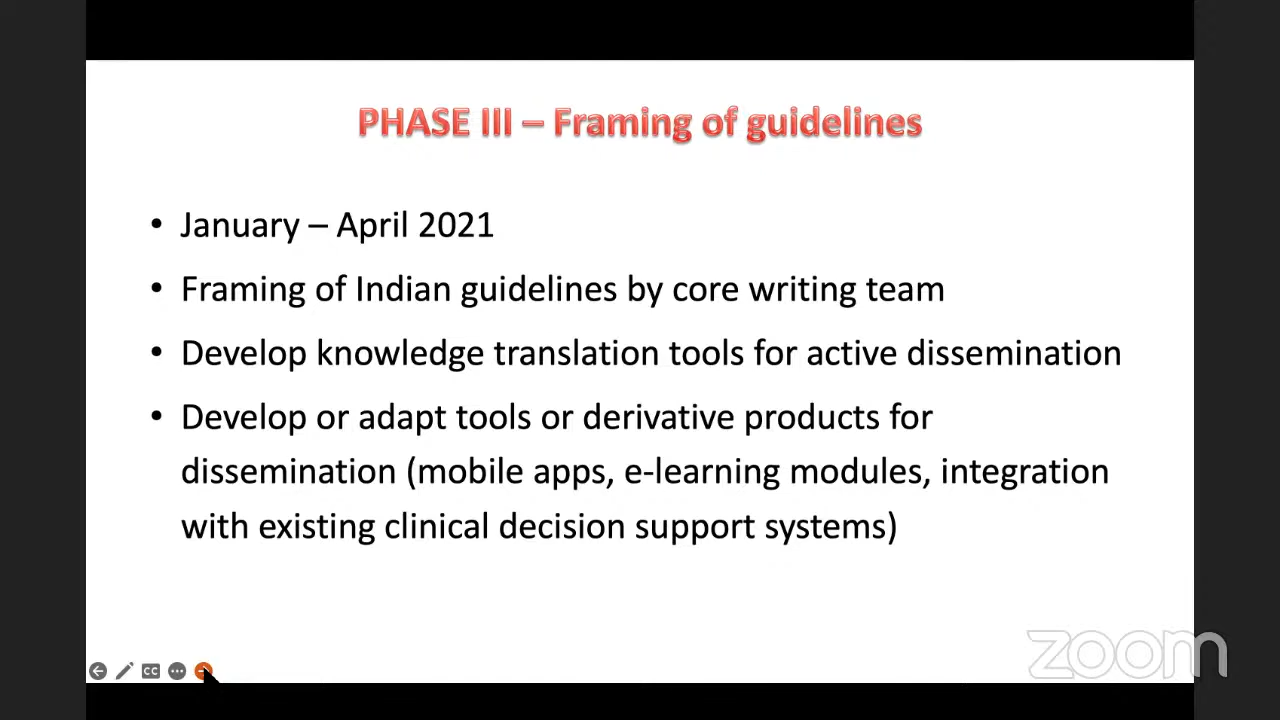 PHASE III – Framing of guidelines
• January – April 2021
• Framing of Indian guidelines by core writing team
• Develop knowledge translation tools for active dissemination
• Develop or adapt tools or derivative products for
dissemination (mobile apps, e-learning modules, integration
with existing clinical decision support systems)
CC
zoom